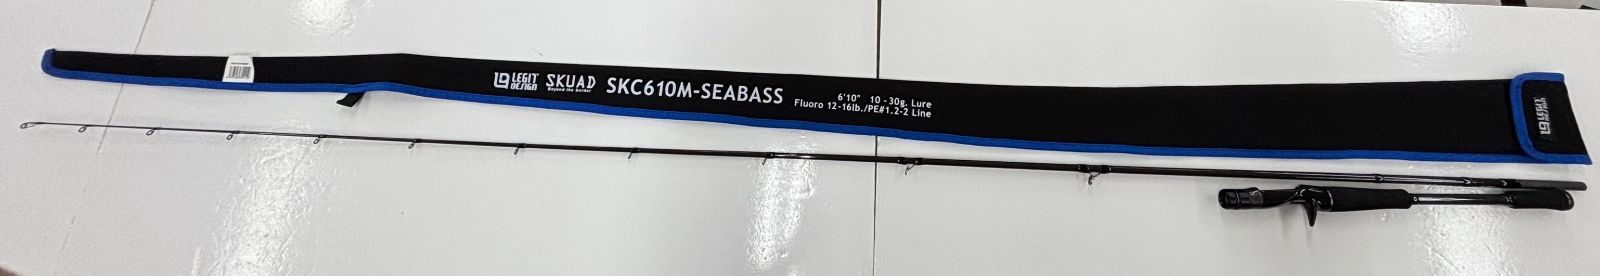 LEGIT DESIGN
SKUAD
Beyond the border
SKC610M-SEABASS
6'10" 10-30g. Lure
Fluoro 12-16lb./PE#1.2-2 Line
LEGIT DESIGN